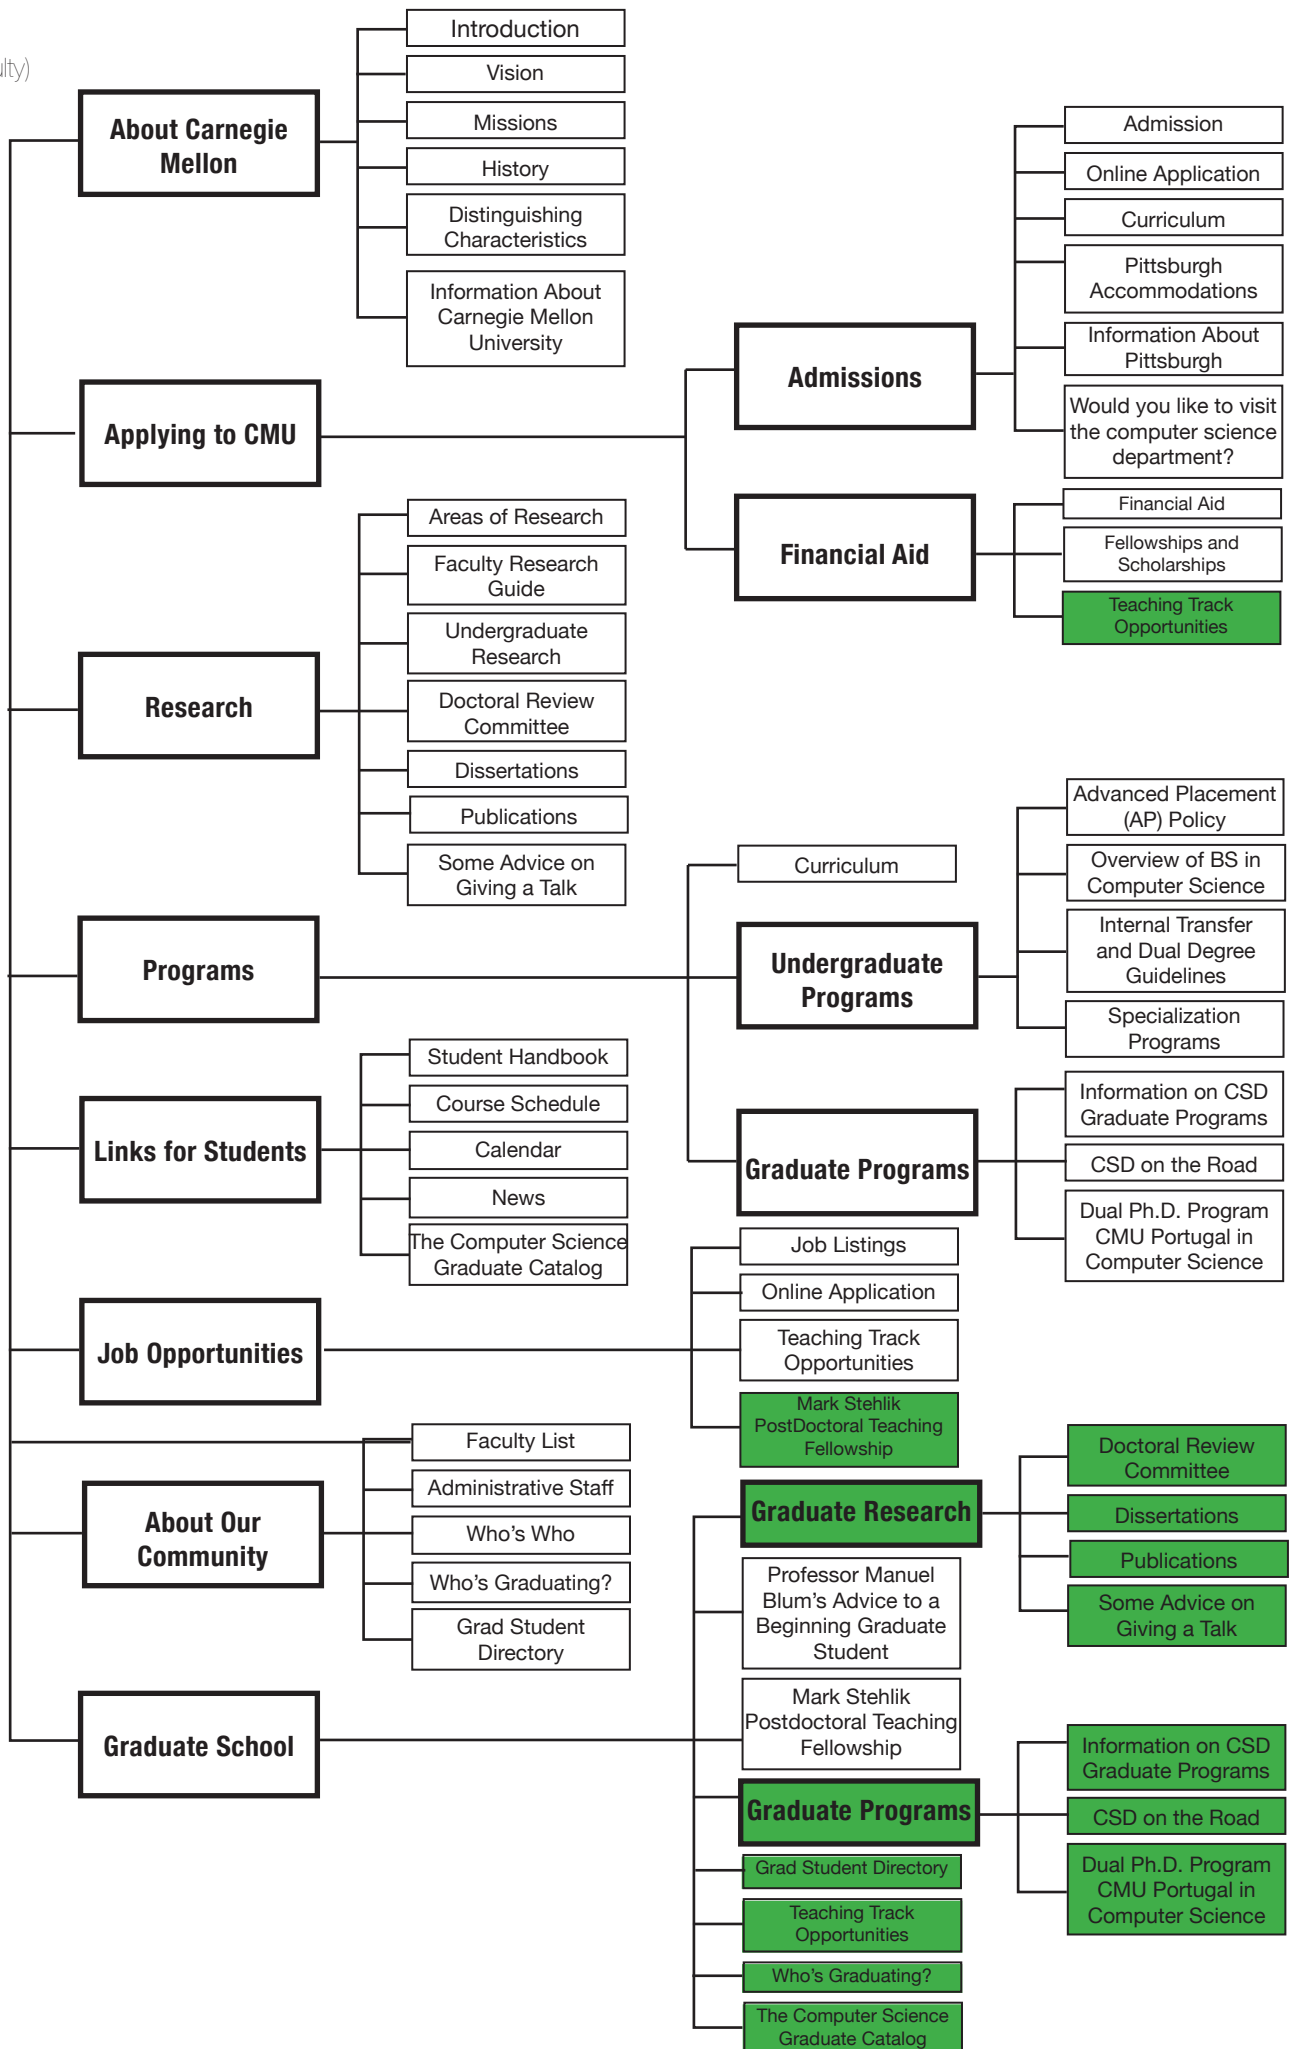 ulty)
About Carnegie
Mellon
Introduction
Vision
Missions
History
Distinguishing
Characteristics
Information About
Carnegie Mellon
University
Applying to CMU
Admissions
Admission
Online Application
Curriculum
Pittsburgh
Accommodations
Information About
Pittsburgh
Would you like to visit
the computer science
department?
Financial Aid
Financial Aid
Fellowships and
Scholarships
Teaching Track
Opportunities
Research
Areas of Research
Faculty Research
Guide
Undergraduate
Research
Doctoral Review
Committee
Dissertations
Publications
Some Advice on
Giving a Talk
Programs
Curriculum
Undergraduate
Programs
Advanced Placement
(AP) Policy
Overview of BS in
Computer Science
Internal Transfer
and Dual Degree
Guidelines
Specialization
Programs
Graduate Programs
Information on CSD
Graduate Programs
CSD on the Road
Dual Ph.D. Program
CMU Portugal in
Computer Science
Links for Students
Student Handbook
Course Schedule
Calendar
News
The Computer Science
Graduate Catalog
Job Opportunities
Job Listings
Online Application
Teaching Track
Opportunities
Mark Stehlik
PostDoctoral Teaching
Fellowship
About Our
Community
Faculty List
Administrative Staff
Who's Who
Who's Graduating?
Grad Student
Directory
Graduate School
Graduate Research
Doctoral Review
Committee
Dissertations
Publications
Some Advice on
Giving a Talk
Professor Manuel
Blum's Advice to a
Beginning Graduate
Student
Mark Stehlik
Postdoctoral Teaching
Fellowship
Graduate Programs
Information on CSD
Graduate Programs
CSD on the Road
Dual Ph.D. Program
CMU Portugal in
Computer Science
Grad Student Directory
Teaching Track
Opportunities
Who's Graduating?
The Computer Science
Graduate Catalog